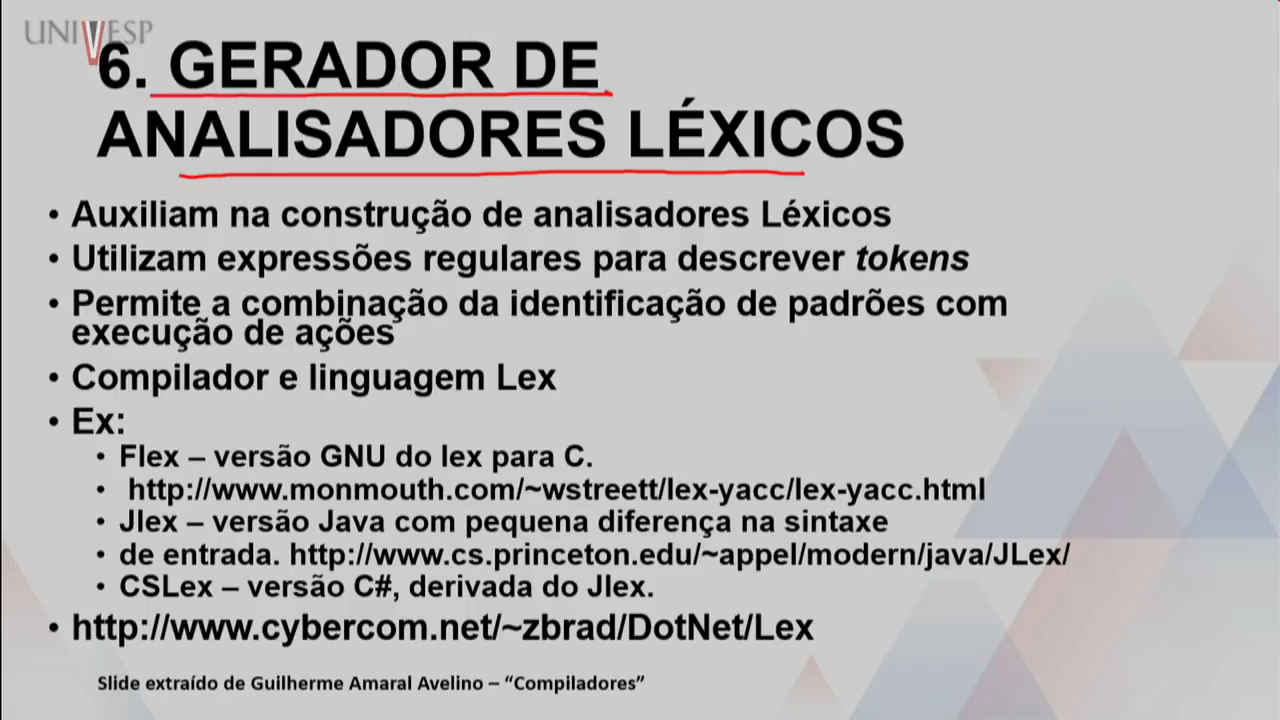 UNIVESP
6. GERADOR DE
ANALISADORES LÉXICOS
• Auxiliam na construção de analisadores Léxicos
• Utilizam expressões regulares para descrever tokens
• Permite a combinação da identificação de padrões com
execução de ações
• Compilador e linguagem Lex
• Ex:
• Flex – versão GNU do lex para C.
• http://www.monmouth.com/~wstreett/lex-yacc/lex-yacc.html
• Jlex – versão Java com pequena diferença na sintaxe
• de entrada. http://www.cs.princeton.edu/~appel/modern/java/JLex/
• CSLex – versão C#, derivada do Jlex.
• http://www.cybercom.net/~zbrad/DotNet/Lex
Slide extraído de Guilherme Amaral Avelino – “Compiladores”